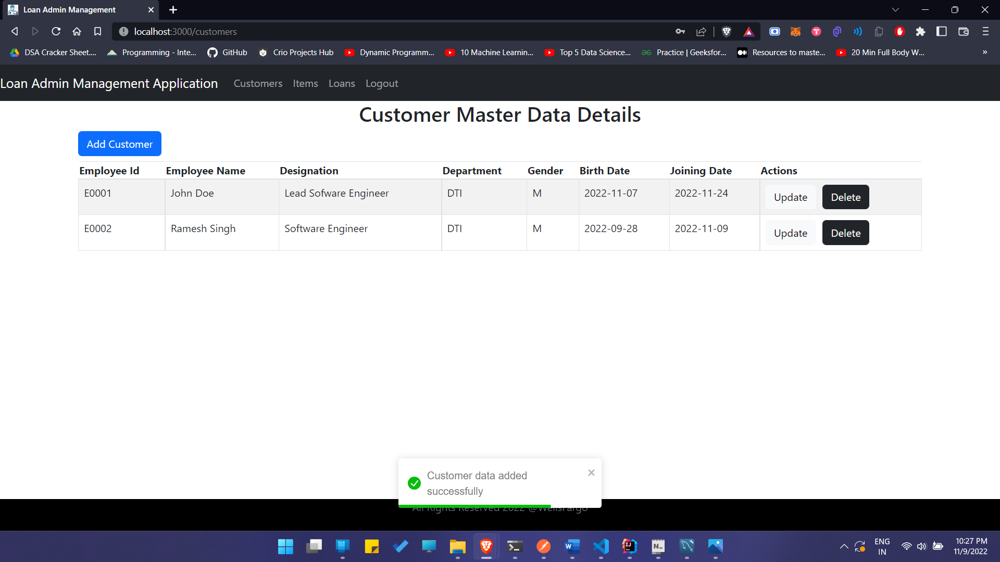 Loan Admin Management
localhost:3000/customers
DSA Cracker Sheet.... Programming - Inte... GitHub Crio Projects Hub Dynamic Programm... 10 Machine Learnin... Top 5 Data Science... Practice | Geeksfor... Resources to maste... 20 Min Full Body W... »
Loan Admin Management Application Customers Items Loans Logout
Customer Master Data Details
Add Customer
Employee Id Employee Name Designation Department Gender Birth Date Joining Date Actions
E0001 John Doe Lead Sofware Engineer DTI M 2022-11-07 2022-11-24 Update Delete
E0002 Ramesh Singh Software Engineer DTI M 2022-09-28 2022-11-09 Update Delete
Customer data added
successfully
All Rights Reserved 2022 @WellsFargo
ENG 10:27 PM
IN 11/9/2022